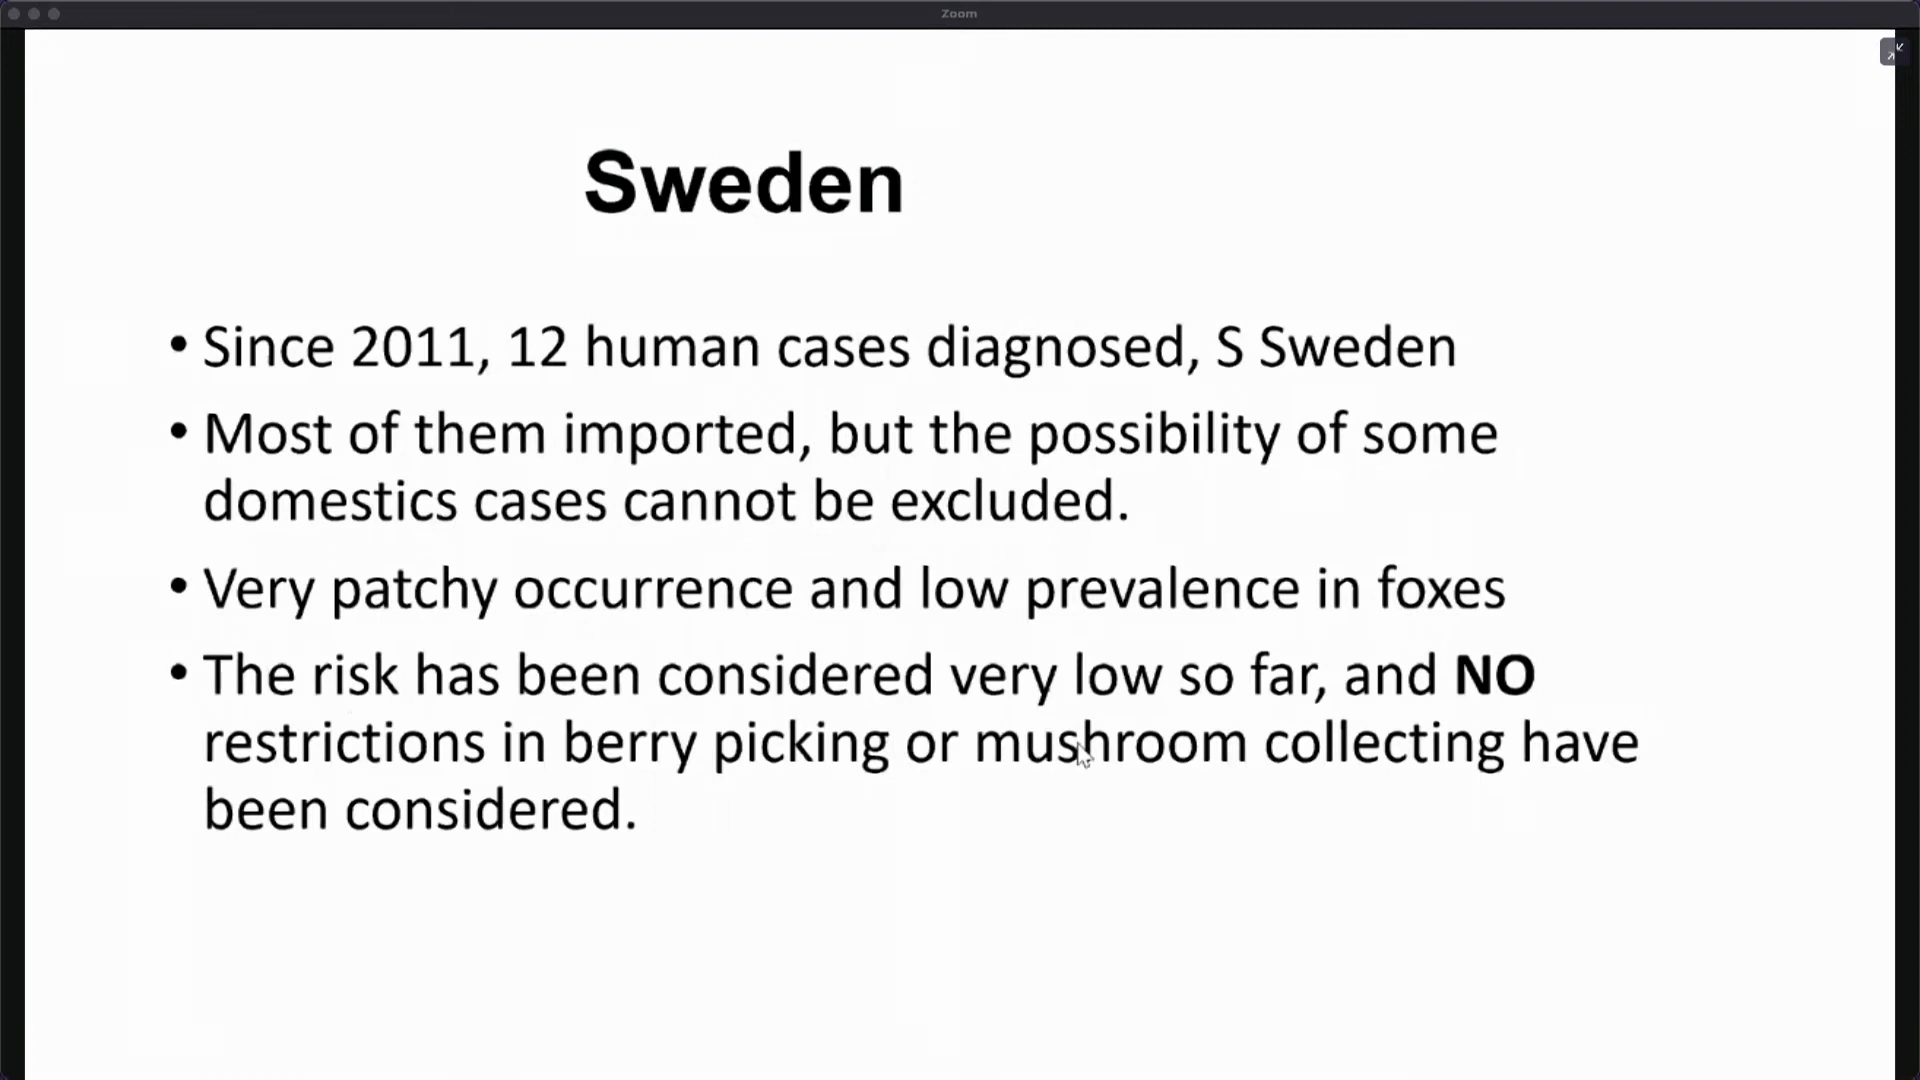 Zoom
Sweden
• Since 2011, 12 human cases diagnosed, S Sweden
• Most of them imported, but the possibility of some
domestics cases cannot be excluded.
• Very patchy occurrence and low prevalence in foxes
• The risk has been considered very low so far, and NO
restrictions in berry picking or mushroom collecting have
been considered.